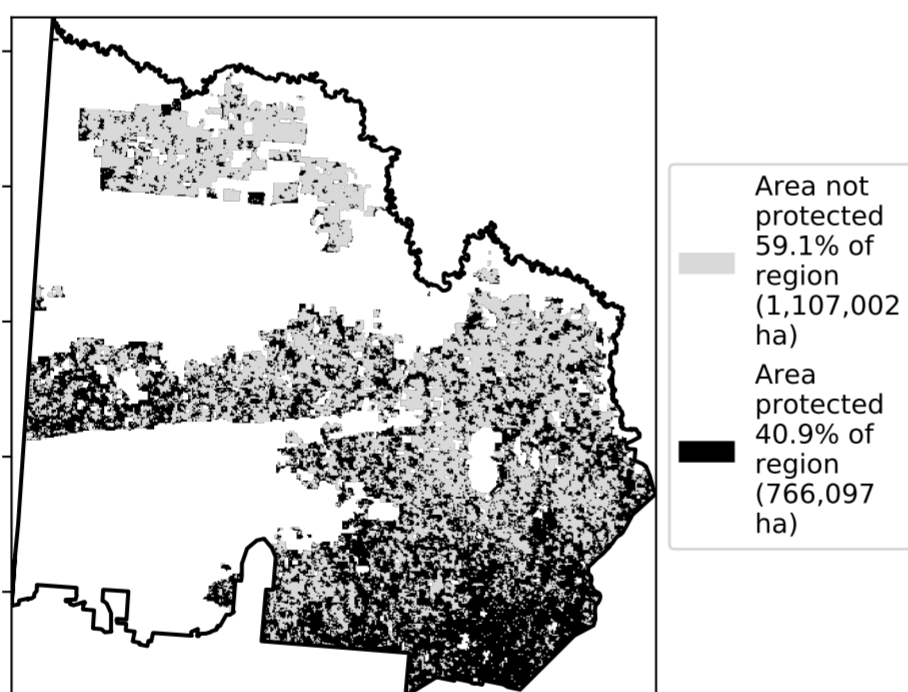 Area not
protected
59.1% of
region
(1,107,002
ha)
Area
protected
40.9% of
region
(766,097
ha)